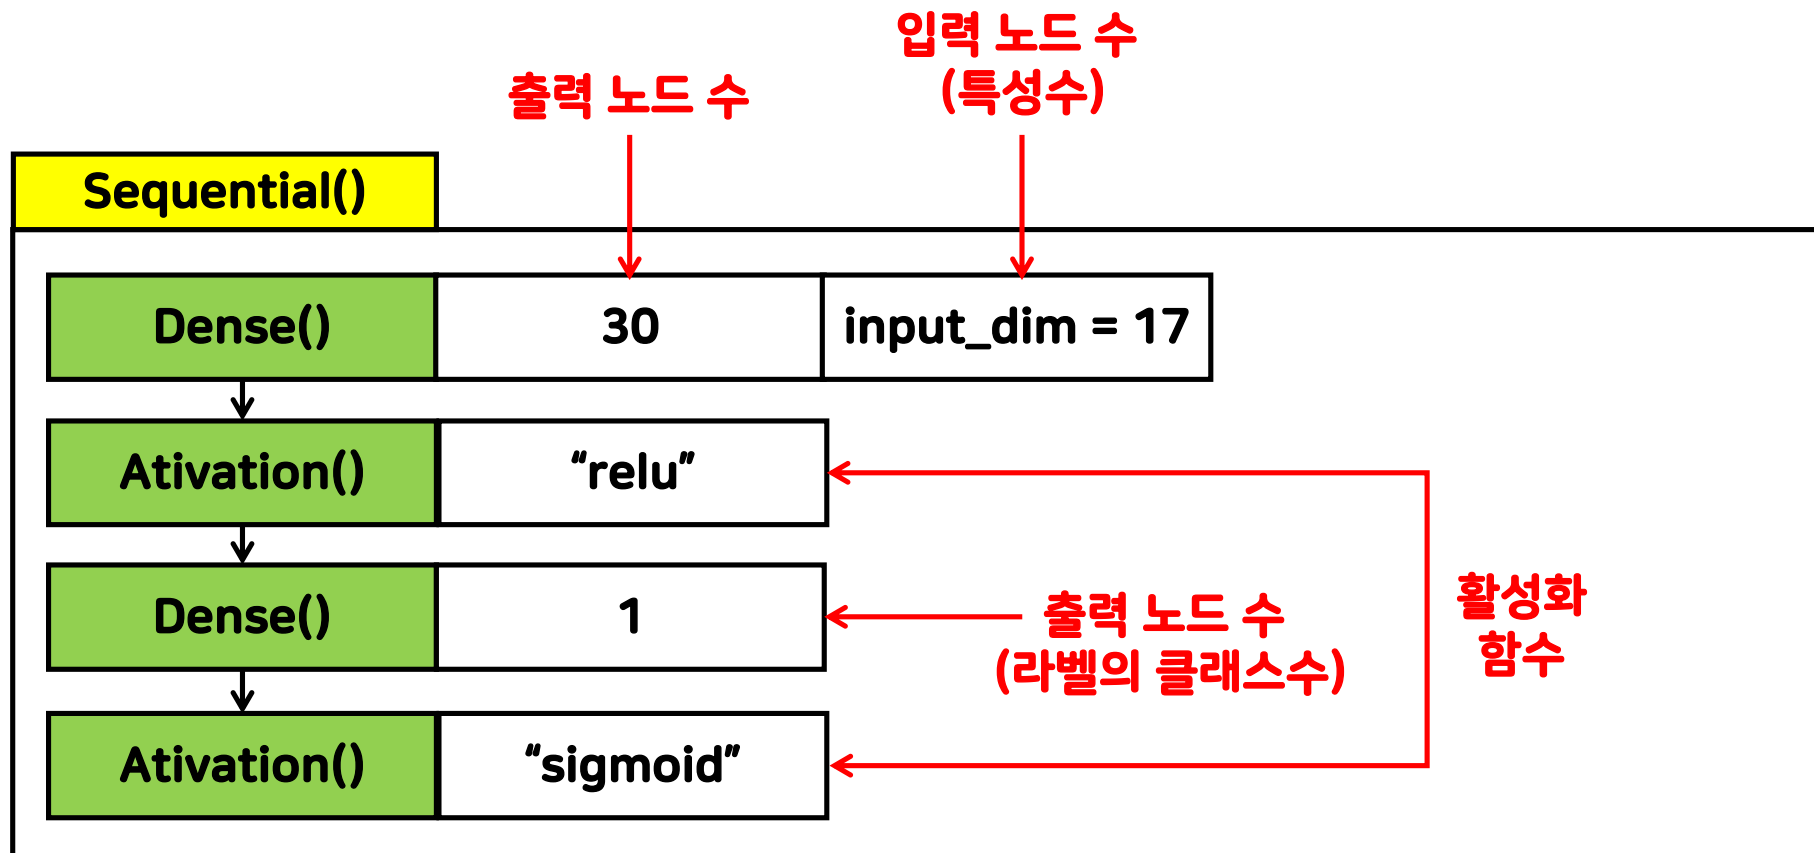 입력 노드 수
(특성수)
출력 노드 수
Sequential()
Dense() 30 input_dim = 17
Ativation() “relu”
Dense() 1
출력 노드 수
(라벨의 클래스수)
활성화
함수
Ativation() “sigmoid”